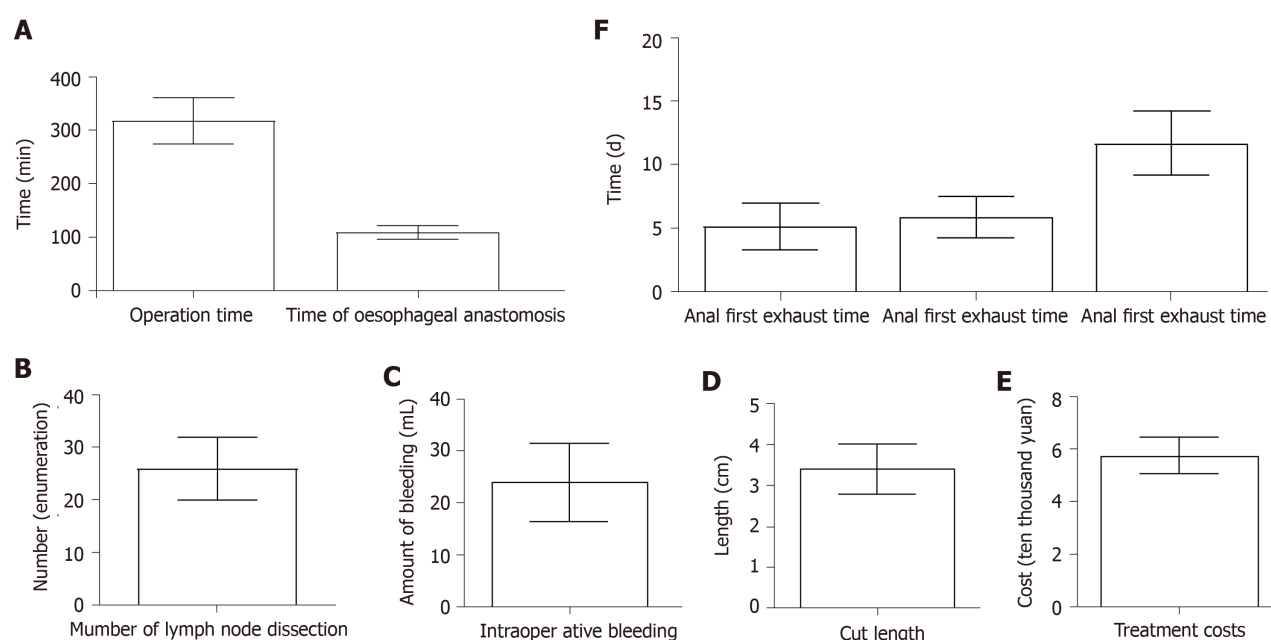 A
400
300
200
100
0
Time (min)
Operation time
Time of oesophageal anastomosis
F
20
15
10
5
0
Time (d)
Anal first exhaust time
Anal first exhaust time
Anal first exhaust time
B
40
30
20
10
0
Number (enumeration)
Mumber of lymph node dissection
C
40
30
20
10
0
Amount of bleeding (mL)
Intraoper ative bleeding
D
5
4
3
2
1
0
Length (cm)
Cut length
E
8
6
4
2
0
Cost (ten thousand yuan)
Treatment costs